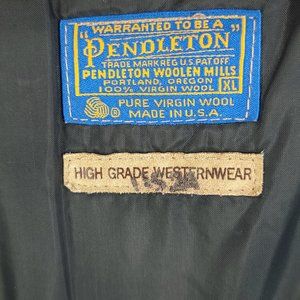 "WARRANTED TO BE A
PENDLETON"
TRADE MARK REG. U.S. PAT. OFF.
PENDLETON WOOLEN MILLS
PORTLAND, OREGON
100% VIRGIN WOOL XL
PURE VIRGIN WOOL
MADE IN U.S.A.
HIGH GRADE WESTERNWEAR